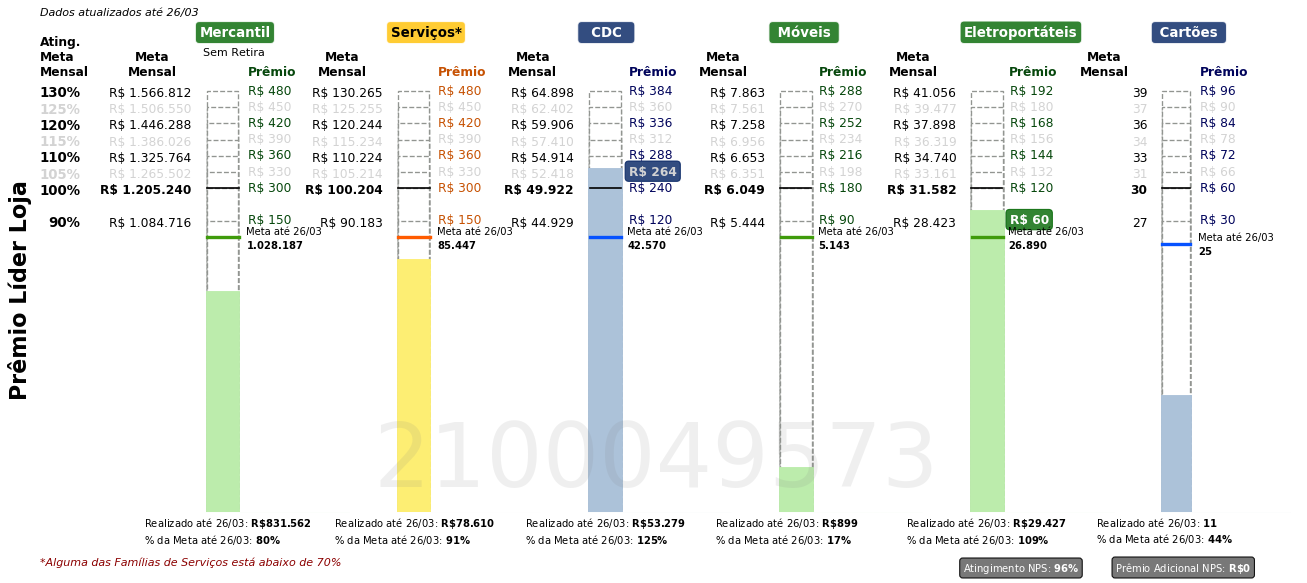 Dados atualizados até 26/03
Mercantil Serviços* CDC Móveis Eletroportáteis Cartões
Sem Retira
Ating. Meta Mensal Meta Mensal Prêmio Meta Mensal Prêmio Meta Mensal Prêmio Meta Mensal Prêmio Meta Mensal Prêmio Meta Mensal Prêmio
130% R$ 1.566.812 R$ 480 R$ 130.265 R$ 480 R$ 64.898 R$ 384 R$ 7.863 R$ 288 R$ 41.056 R$ 192 39 R$ 96
125% R$ 1.506.550 R$ 450 R$ 125.255 R$ 450 R$ 62.402 R$ 360 R$ 7.561 R$ 270 R$ 39.477 R$ 180 37 R$ 90
120% R$ 1.446.288 R$ 420 R$ 120.244 R$ 420 R$ 59.906 R$ 336 R$ 7.258 R$ 252 R$ 37.898 R$ 168 36 R$ 84
115% R$ 1.386.026 R$ 390 R$ 115.234 R$ 390 R$ 57.410 R$ 312 R$ 6.956 R$ 234 R$ 36.319 R$ 156 34 R$ 78
110% R$ 1.325.764 R$ 360 R$ 110.224 R$ 360 R$ 54.914 R$ 288 R$ 6.653 R$ 216 R$ 34.740 R$ 144 33 R$ 72
105% R$ 1.265.502 R$ 330 R$ 105.214 R$ 330 R$ 52.418 R$ 264 R$ 6.351 R$ 198 R$ 33.161 R$ 132 31 R$ 66
100% R$ 1.205.240 R$ 300 R$ 100.204 R$ 300 R$ 49.922 R$ 240 R$ 6.049 R$ 180 R$ 31.582 R$ 120 30 R$ 60
90% R$ 1.084.716 R$ 150 R$ 90.183 R$ 150 R$ 44.929 R$ 120 R$ 5.444 R$ 90 R$ 28.423 R$ 60 27 R$ 30
Meta até 26/03 Meta até 26/03 Meta até 26/03 Meta até 26/03 Meta até 26/03 Meta até 26/03
1.028.187 85.447 42.570 5.143 26.890 25
Prêmio Líder Loja
2100049573
Realizado até 26/03: R$831.562 Realizado até 26/03: R$78.610 Realizado até 26/03: R$53.279 Realizado até 26/03: R$899 Realizado até 26/03: R$29.427 Realizado até 26/03: 11
% da Meta até 26/03: 80% % da Meta até 26/03: 91% % da Meta até 26/03: 125% % da Meta até 26/03: 17% % da Meta até 26/03: 109% % da Meta até 26/03: 44%
*Alguma das Famílias de Serviços está abaixo de 70% Atingimento NPS: 96% Prêmio Adicional NPS: R$0